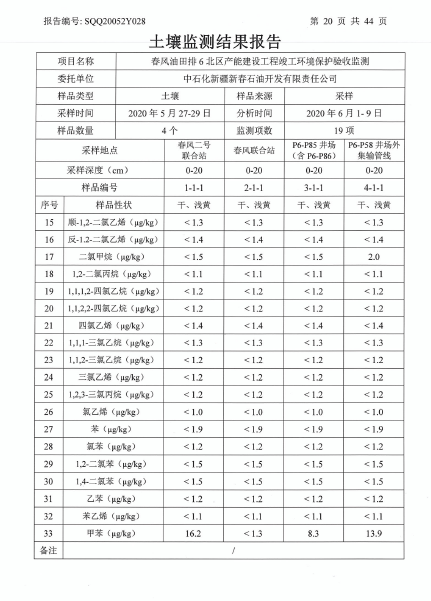 报告编号: SQQ20052Y028 第 20 页 共 44 页
土壤监测结果报告
项目名称 春风油田排 6 北区产能建设工程竣工环境保护验收监测
委托单位 中石化新疆新春石油开发有限责任公司
样品类型 土壤 样品来源 采样
采样时间 2020 年 5 月 27-29 日 分析时间 2020 年 6 月 1- 9 日
样品数量 4 个 监测项数 19 项
采样地点 春风二号联合站 春风联合站 P6-P85 井场(含 P6-P86) P6-P58 井场外集输管线
采样深度(cm) 0-20 0-20 0-20 0-20
样品编号 1-1-1 2-1-1 3-1-1 4-1-1
序号 样品性状 干、浅黄 干、浅黄 干、浅黄 干、浅黄
15 顺-1,2-二氯乙烯(μg/kg) <1.3 <1.3 <1.3 <1.3
16 反-1.2-二氯乙烯(μg/kg) <1.4 <1.4 <1.4 <1.4
17 二氯甲烷(μg/kg) <1.5 <1.5 <1.5 2.0
18 1,2-二氯丙烷(μg/kg) <1.1 <1.1 <1.1 <1.1
19 1,1,1,2-四氯乙烷(μg/kg) <1.2 <1.2 <1.2 <1.2
20 1,1,2,2-四氯乙烷(μg/kg) <1.2 <1.2 <1.2 <1.2
21 四氯乙烯(μg/kg) <1.4 <1.4 <1.4 <1.4
22 1,1,1-三氯乙烷(μg/kg) <1.3 <1.3 <1.3 <1.3
23 1,1,2-三氯乙烷(μg/kg) <1.2 <1.2 <1.2 <1.2
24 三氯乙烯(μg/kg) <1.2 <1.2 <1.2 <1.2
25 1,2,3-三氯丙烷(μg/kg) <1.2 <1.2 <1.2 <1.2
26 氯乙烯(μg/kg) <1.0 <1.0 <1.0 <1.0
27 苯(μg/kg) <1.9 <1.9 <1.9 <1.9
28 氯苯(μg/kg) <1.2 <1.2 <1.2 <1.2
29 1,2-二氯苯(μg/kg) <1.5 <1.5 <1.5 <1.5
30 1,4-二氯苯(μg/kg) <1.5 <1.5 <1.5 <1.5
31 乙苯(μg/kg) <1.2 <1.2 <1.2 <1.2
32 苯乙烯(μg/kg) <1.1 <1.1 <1.1 <1.1
33 甲苯(μg/kg) 16.2 <1.3 8.3 13.9
备注 /